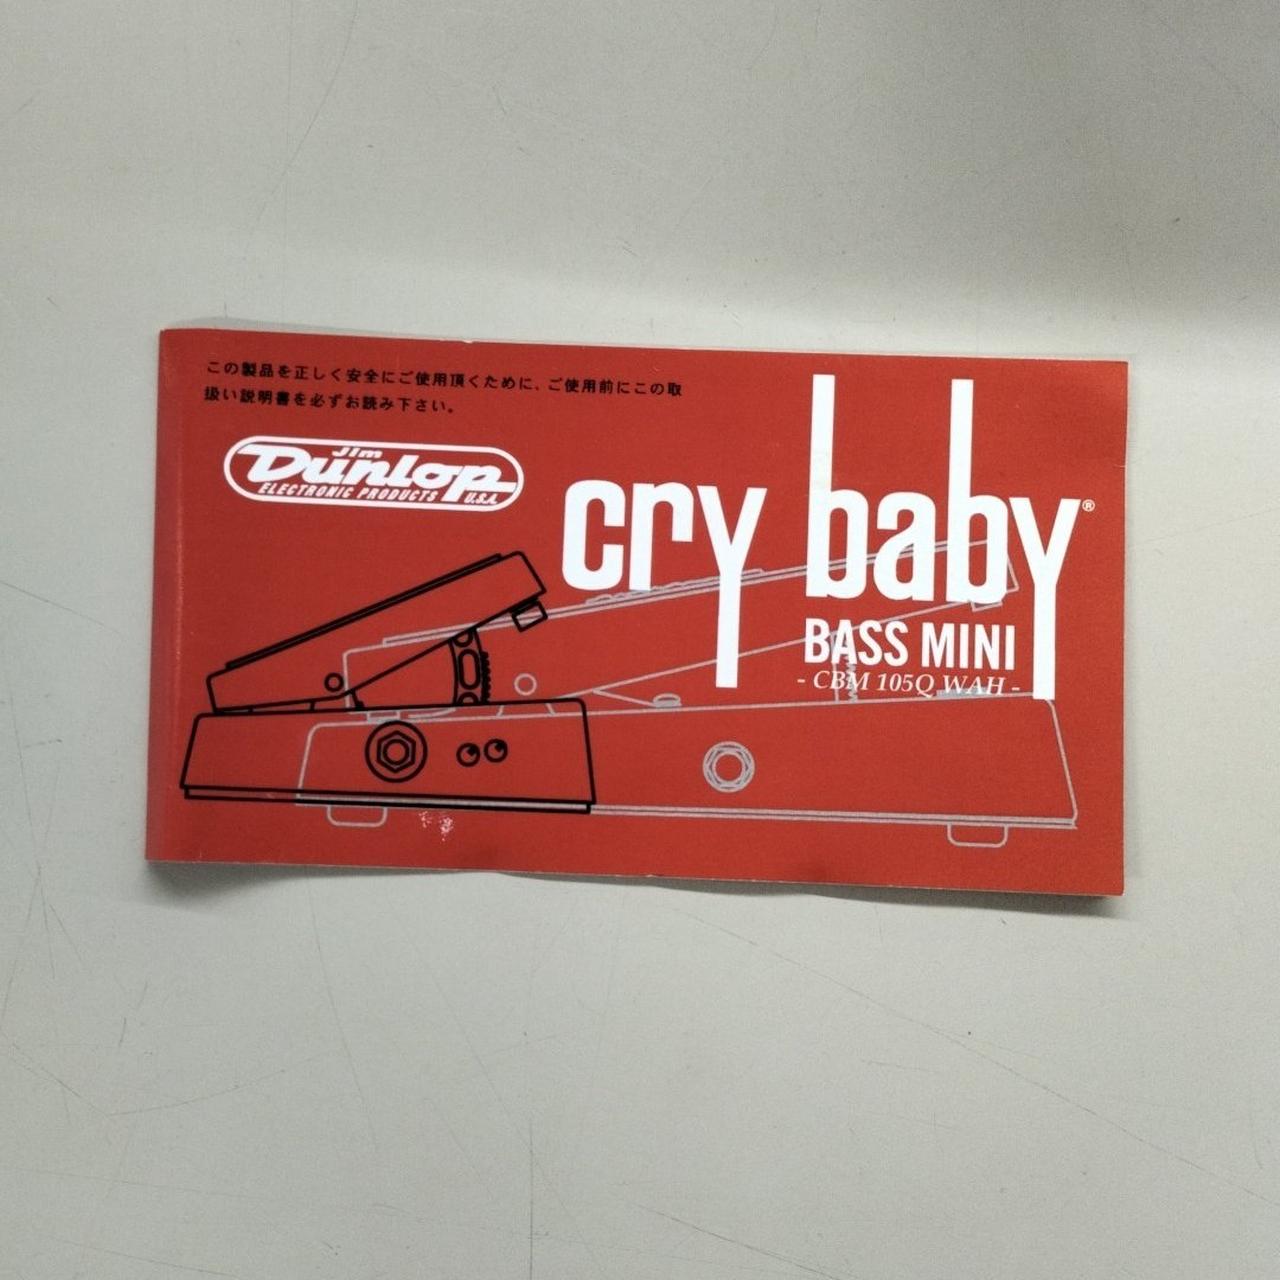 この製品を正しく安全にご使用頂くために、ご使用前にこの取
扱い説明書を必ずお読み下さい。
Jim
Dunlop
ELECTRONIC PRODUCTS U.S.A.
cry baby®
BASS MINI
- CBM 105Q WAH -